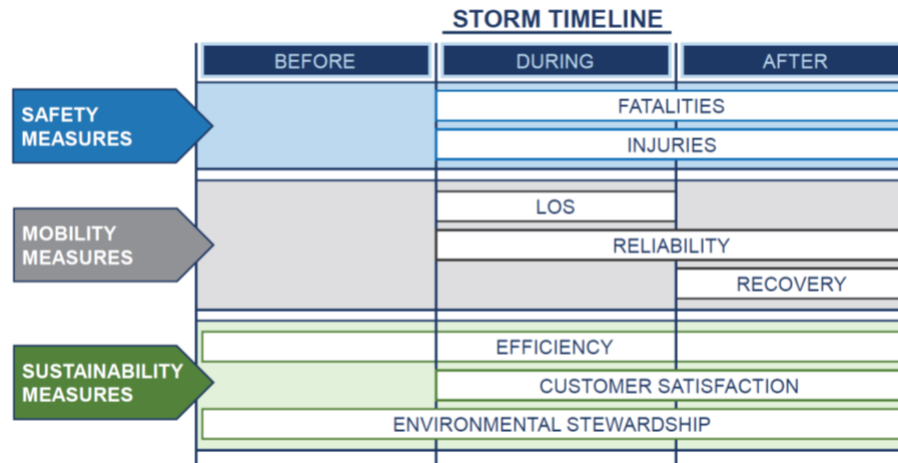 STORM TIMELINE
BEFORE
DURING
AFTER
SAFETY
MEASURES
FATALITIES
INJURIES
MOBILITY
MEASURES
LOS
RELIABILITY
RECOVERY
SUSTAINABILITY
MEASURES
EFFICIENCY
CUSTOMER SATISFACTION
ENVIRONMENTAL STEWARDSHIP